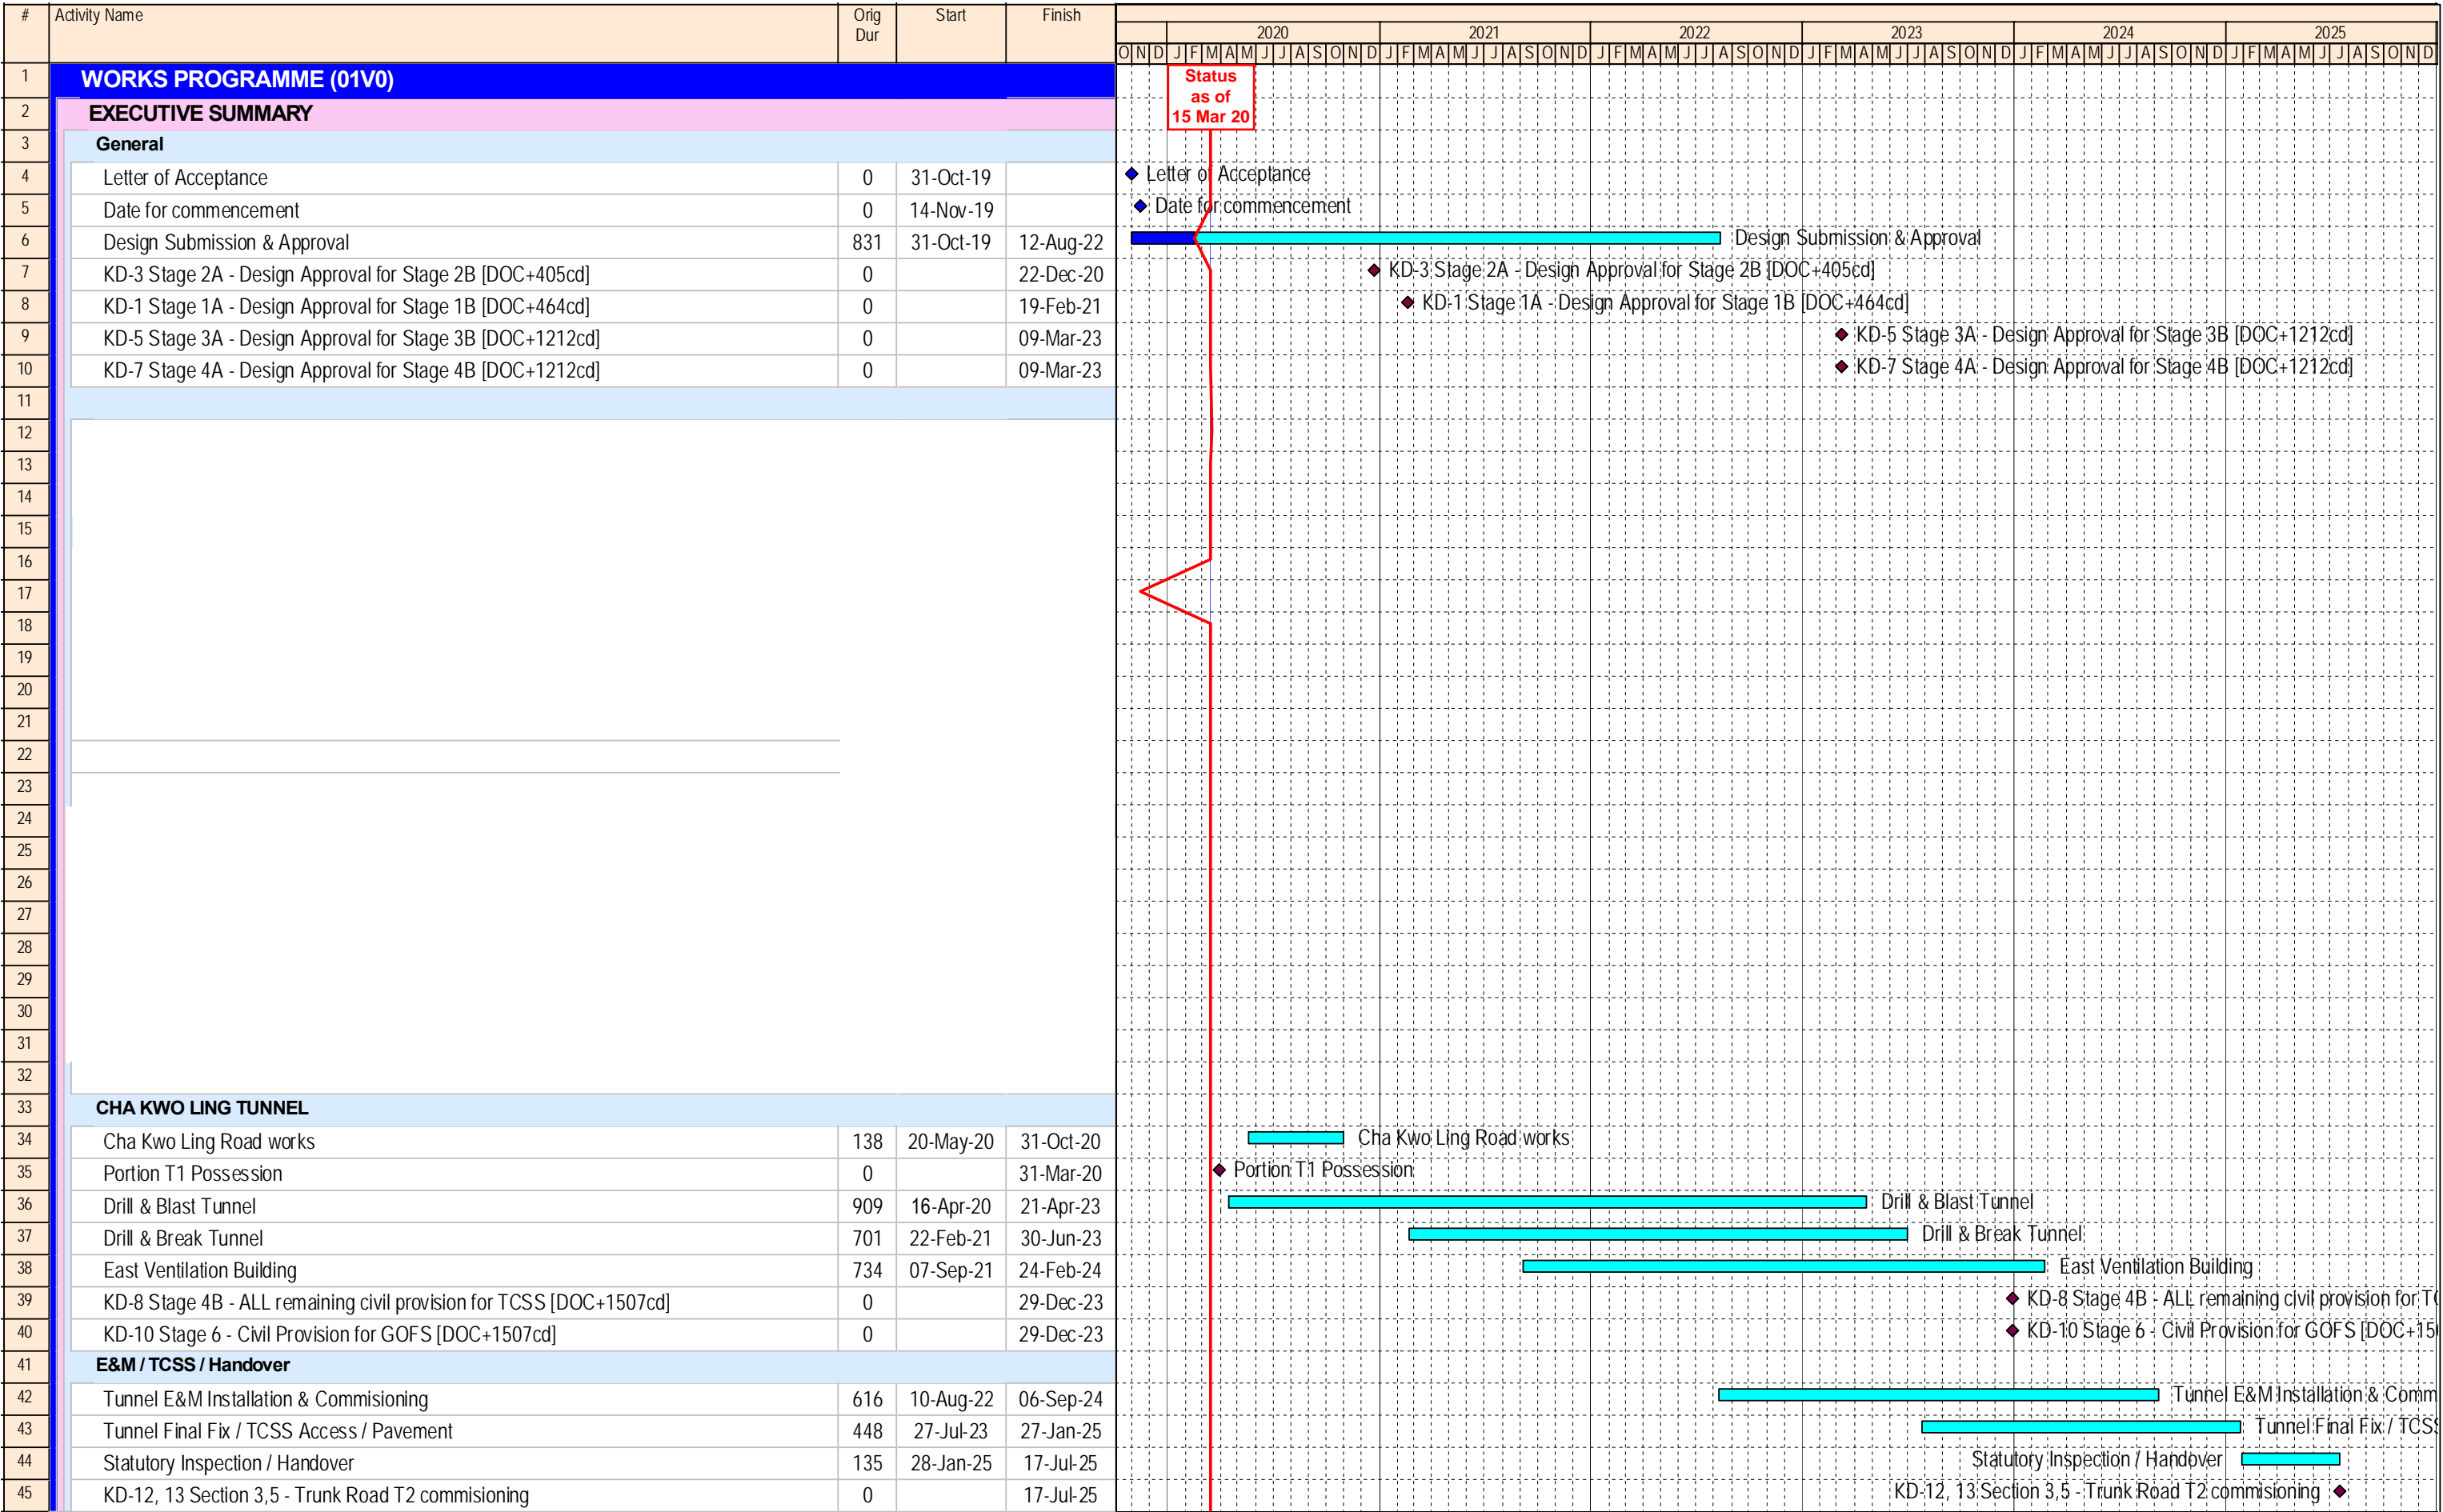 # Activity Name Orig Dur Start Finish
2020 2021 2022 2023 2024 2025
O N D J F M A M J J A S O N D J F M A M J J A S O N D J F M A M J J A S O N D J F M A M J J A S O N D J F M A M J J A S O N D J F M A M J J A S O N D
1 WORKS PROGRAMME (01V0)
Status
as of
15 Mar 20
2 EXECUTIVE SUMMARY
3 General
4 Letter of Acceptance 0 31-Oct-19 Letter of Acceptance
5 Date for commencement 0 14-Nov-19 Date for commencement
6 Design Submission & Approval 831 31-Oct-19 12-Aug-22 Design Submission & Approval
7 KD-3 Stage 2A - Design Approval for Stage 2B [DOC+405cd] 0 22-Dec-20 KD-3 Stage 2A - Design Approval for Stage 2B [DOC+405cd]
8 KD-1 Stage 1A - Design Approval for Stage 1B [DOC+464cd] 0 19-Feb-21 KD-1 Stage 1A - Design Approval for Stage 1B [DOC+464cd]
9 KD-5 Stage 3A - Design Approval for Stage 3B [DOC+1212cd] 0 09-Mar-23 KD-5 Stage 3A - Design Approval for Stage 3B [DOC+1212cd]
10 KD-7 Stage 4A - Design Approval for Stage 4B [DOC+1212cd] 0 09-Mar-23 KD-7 Stage 4A - Design Approval for Stage 4B [DOC+1212cd]
11
12
13
14
15
16
17
18
19
20
21
22
23
24
25
26
27
28
29
30
31
32
33 CHA KWO LING TUNNEL
34 Cha Kwo Ling Road works 138 20-May-20 31-Oct-20 Cha Kwo Ling Road works
35 Portion T1 Possession 0 31-Mar-20 Portion T1 Possession
36 Drill & Blast Tunnel 909 16-Apr-20 21-Apr-23 Drill & Blast Tunnel
37 Drill & Break Tunnel 701 22-Feb-21 30-Jun-23 Drill & Break Tunnel
38 East Ventilation Building 734 07-Sep-21 24-Feb-24 East Ventilation Building
39 KD-8 Stage 4B - ALL remaining civil provision for TCSS [DOC+1507cd] 0 29-Dec-23 KD-8 Stage 4B - ALL remaining civil provision for T
40 KD-10 Stage 6 - Civil Provision for GOFS [DOC+1507cd] 0 29-Dec-23 KD-10 Stage 6 - Civil Provision for GOFS [DOC+15
41 E&M / TCSS / Handover
42 Tunnel E&M Installation & Commisioning 616 10-Aug-22 06-Sep-24 Tunnel E&M Installation & Comm
43 Tunnel Final Fix / TCSS Access / Pavement 448 27-Jul-23 27-Jan-25 Tunnel Final Fix / TCS
44 Statutory Inspection / Handover 135 28-Jan-25 17-Jul-25 Statutory Inspection / Handover
45 KD-12, 13 Section 3,5 - Trunk Road T2 commisioning 0 17-Jul-25 KD-12, 13 Section 3,5 - Trunk Road T2 commisioning